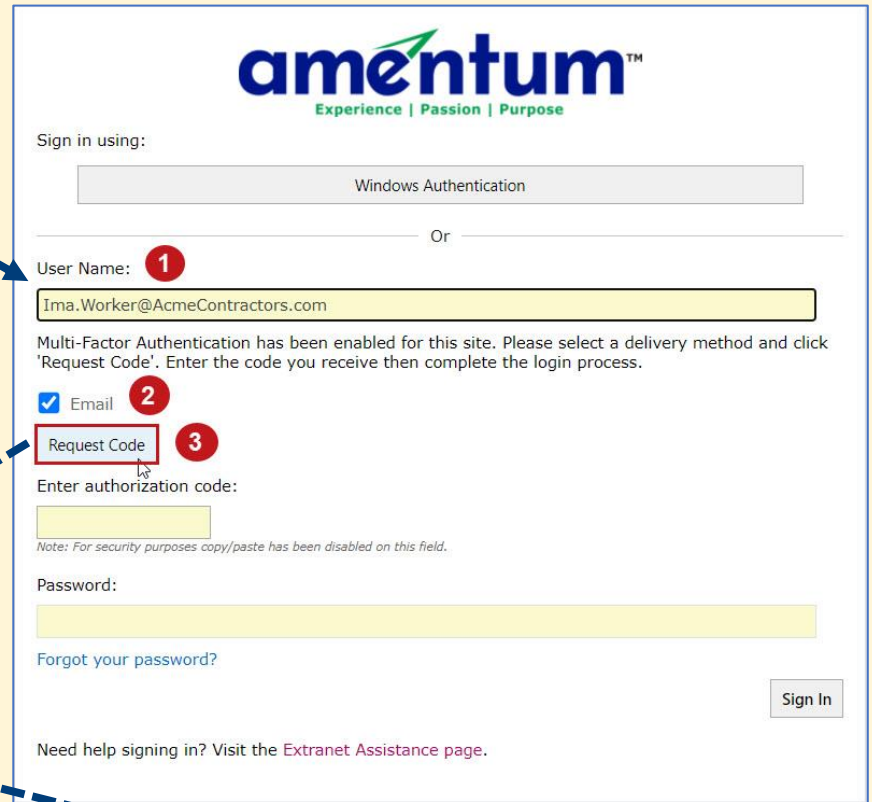 amentum™
Experience | Passion | Purpose
Sign in using:
Windows Authentication
Or
User Name: 1
Ima.Worker@AcmeContractors.com
Multi-Factor Authentication has been enabled for this site. Please select a delivery method and click
'Request Code'. Enter the code you receive then complete the login process.
Email 2
Request Code 3
Enter authorization code:
Note: For security purposes copy/paste has been disabled on this field.
Password:
Forgot your password?
Sign In
Need help signing in? Visit the Extranet Assistance page.